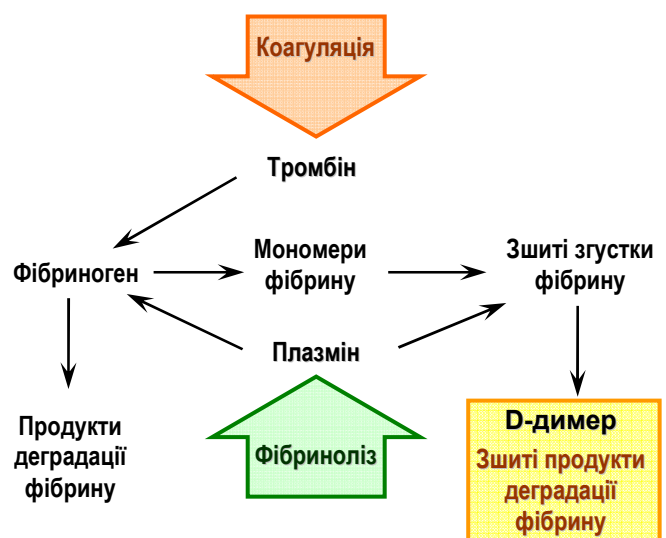 Коагуляція
Тромбін
Фібриноген
Мономери
фібрину
Зшиті згустки
фібрину
Плазмін
Продукти
деградації
фібрину
Фібриноліз
D-димер
Зшиті продукти
деградації
фібрину